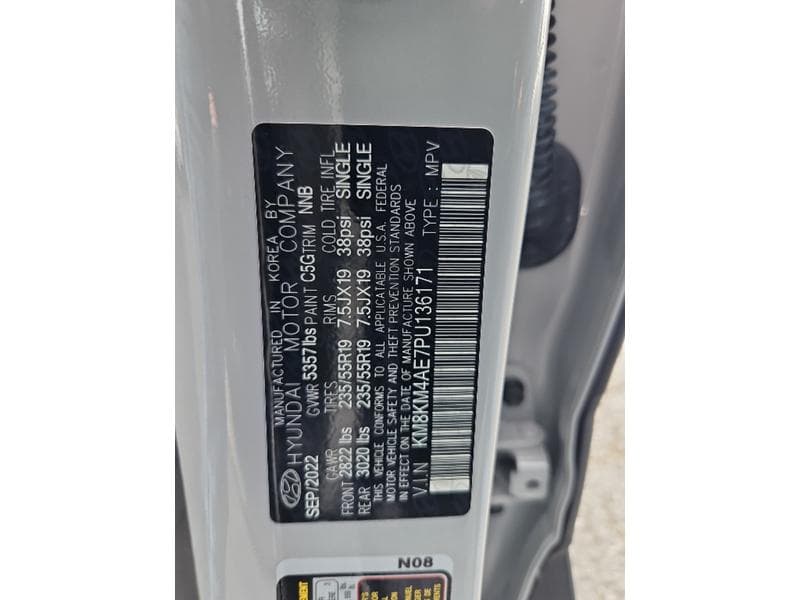 MANUFACTURED IN KOREA BY
HYUNDAI MOTOR COMPANY
SEP/2022 GVWR 5357lbs PAINT C5G TRIM NNB
GAWR TIRES RIMS COLD TIRE INFL
FRONT 2822 lbs 235/55R19 7.5JX19 38psi SINGLE
REAR 3020 lbs 235/55R19 7.5JX19 38psi SINGLE
THIS VEHICLE CONFORMS TO ALL APPLICATABLE U.S.A. FEDERAL
MOTOR VEHICLE SAFETY AND THEFT PREVENTION STANDARDS
IN EFFECT ON THE DATE OF MANUFACTURE SHOWN ABOVE
V.I.N KM8KM4AE7PU136171 TYPE : MPV
N08